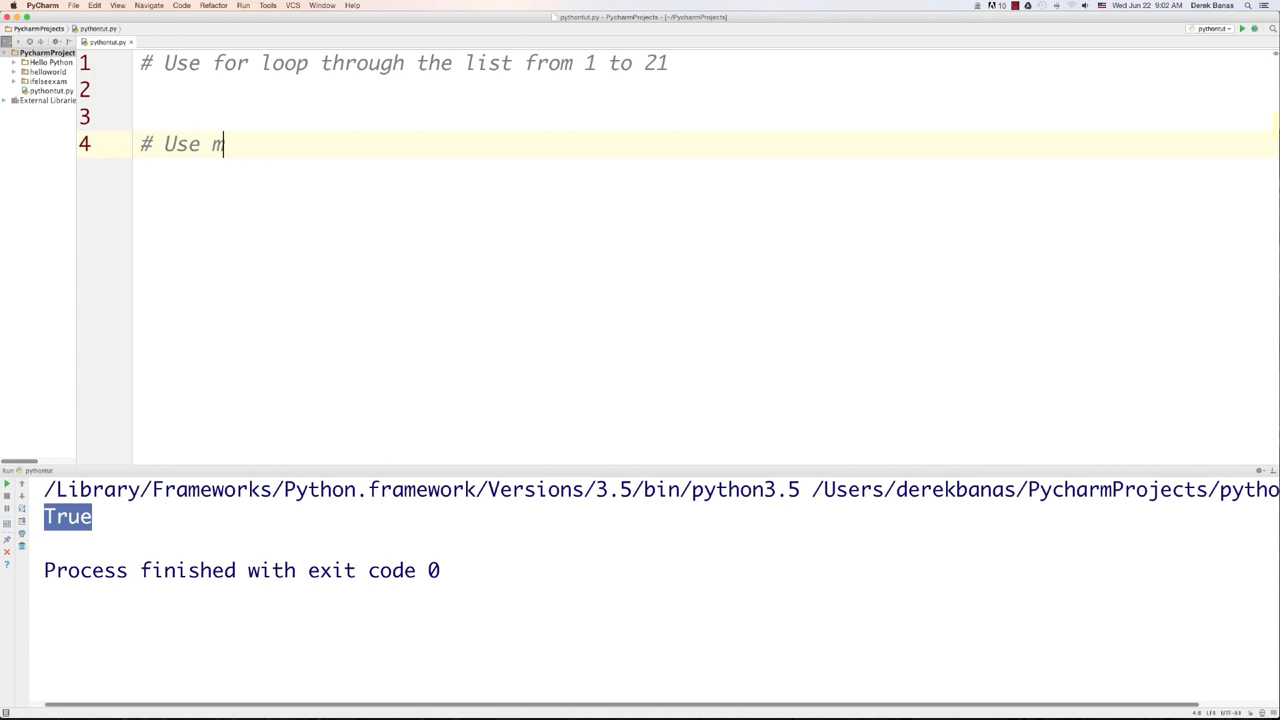 PyCharm File Edit View Navigate Code Refactor Run Tools VCS Window Help 10 Wed Jun 22 9:02 AM Derek Banas
pythontut.py - PycharmProjects - [~/PycharmProjects]
PycharmProjects pythontut.py pythontut
pythontut.py
PycharmProject
Hello Python
helloworld
ifelseexam
pythontut.py
External Librarie
1 # Use for loop through the list from 1 to 21
2
3
4 # Use m
Run pythontut
/Library/Frameworks/Python.framework/Versions/3.5/bin/python3.5 /Users/derekbanas/PycharmProjects/pytho
True
Process finished with exit code 0
4:8 LF÷ UTF-8÷